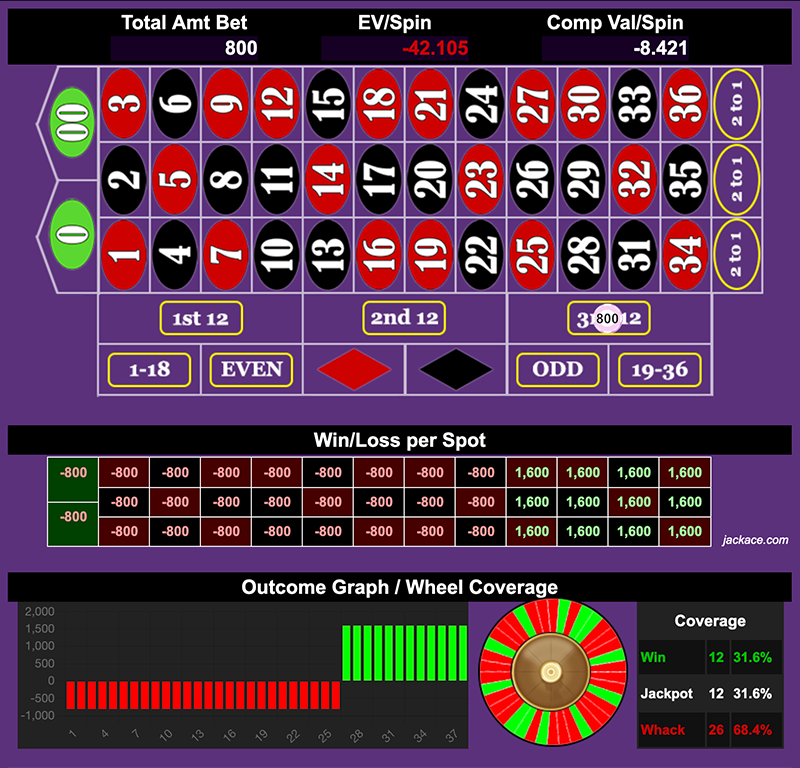 Total Amt Bet EV/Spin Comp Val/Spin
800 -42.105 -8.421
00 3 6 9 12 15 18 21 24 27 30 33 36 2 to 1
2 5 8 11 14 17 20 23 26 29 32 35 2 to 1
0 1 4 7 10 13 16 19 22 25 28 31 34 2 to 1
1st 12 2nd 12 800
1-18 EVEN ODD 19-36
Win/Loss per Spot
-800 -800 -800 -800 -800 -800 -800 -800 -800 1,600 1,600 1,600 1,600
-800 -800 -800 -800 -800 -800 -800 -800 1,600 1,600 1,600 1,600
-800 -800 -800 -800 -800 -800 -800 -800 -800 1,600 1,600 1,600 1,600
jackace.com
Outcome Graph / Wheel Coverage
2,000
1,500
1,000
500
0
-500
-1,000
1 4 7 10 13 16 19 22 25 28 31 34 37
Coverage
Win 12 31.6%
Jackpot 12 31.6%
Whack 26 68.4%